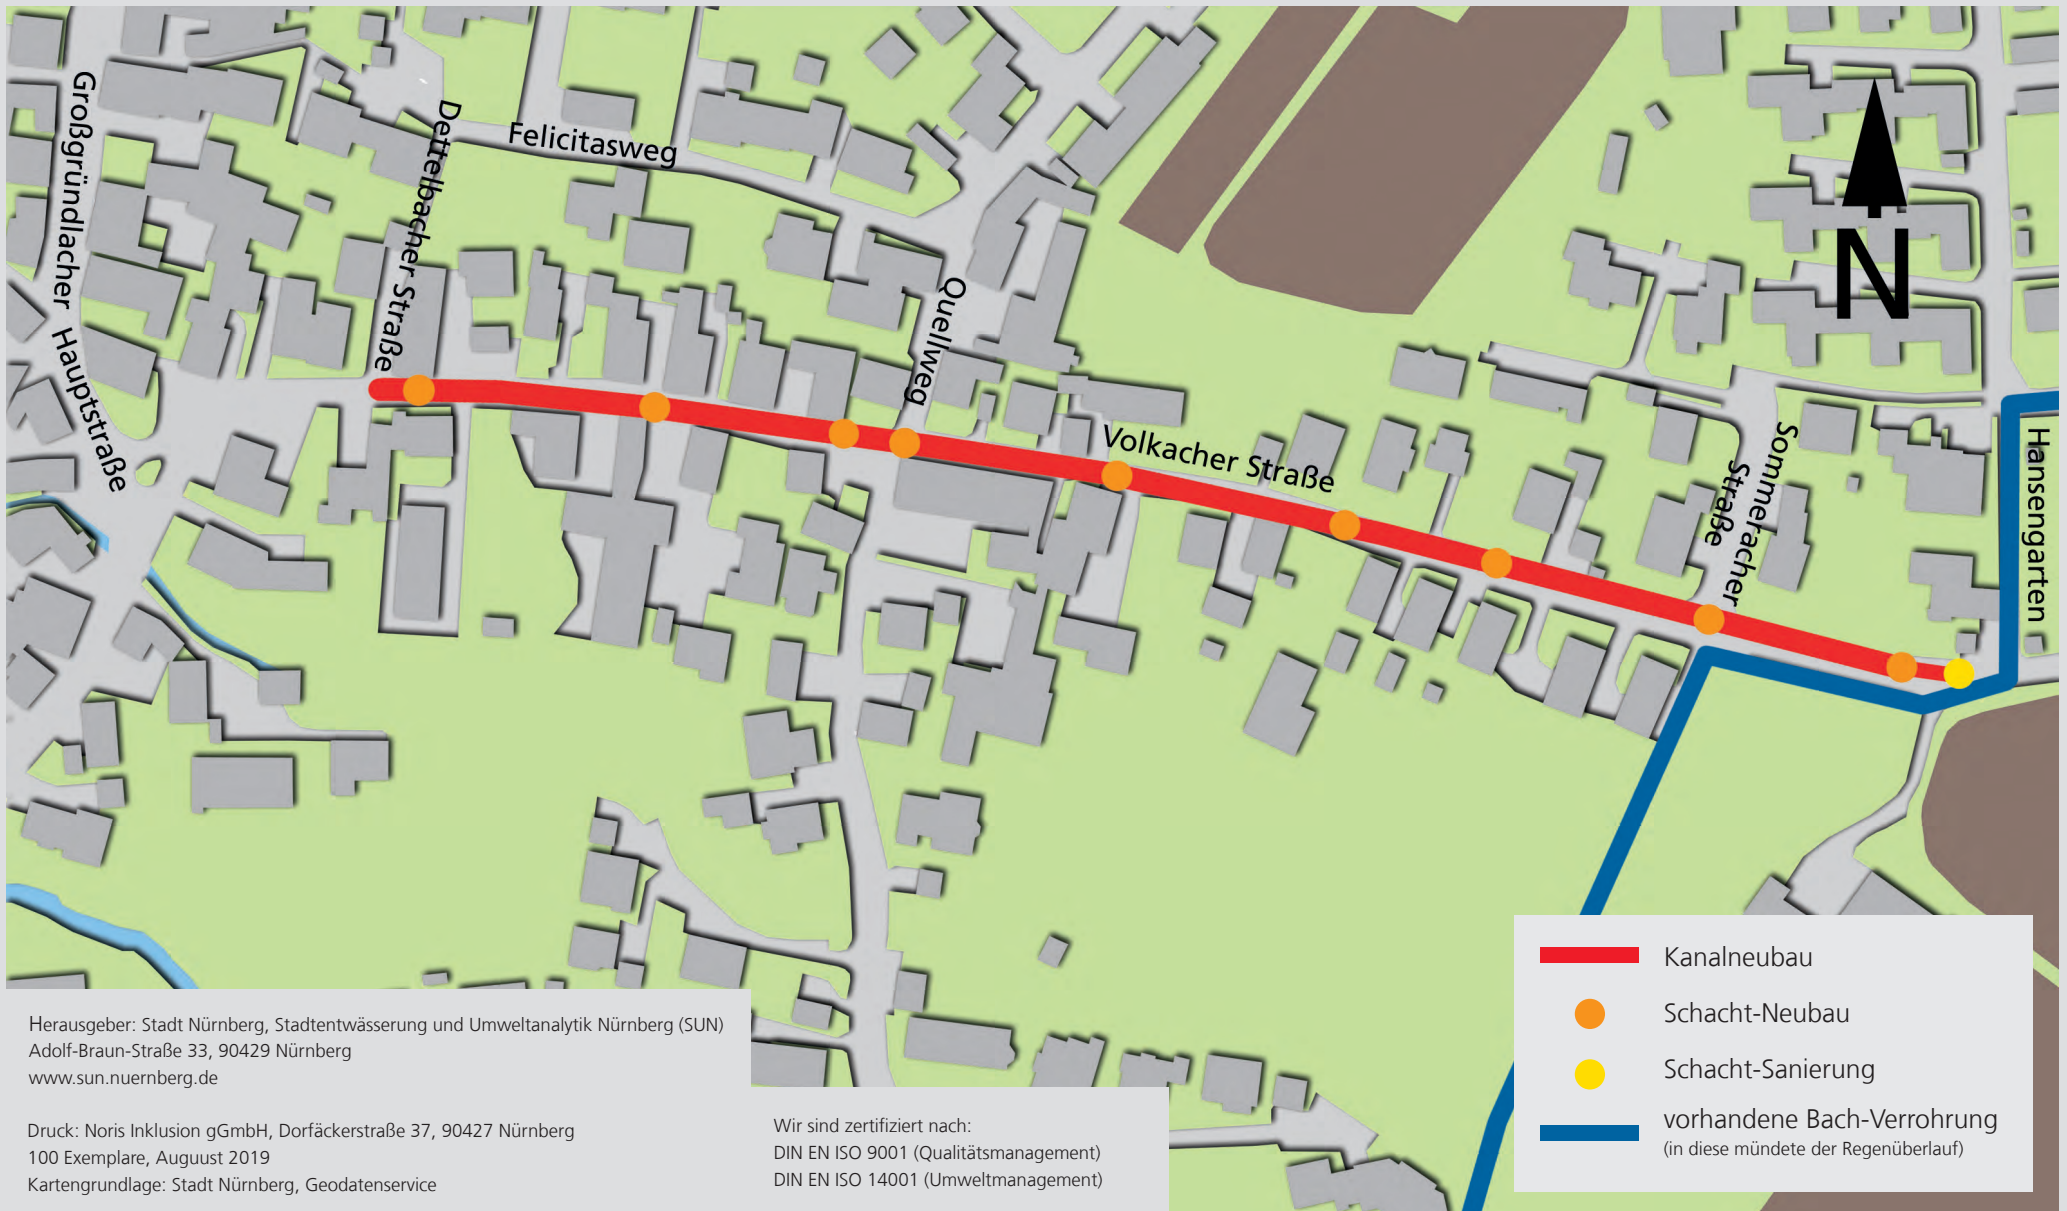 Großgründlacher Hauptstraße
Dettelbacher Straße
Felicitasweg
Quellweg
Volkacher Straße
Sommeracher
Straße
Hansengarten
N
Kanalneubau
Schacht-Neubau
Schacht-Sanierung
vorhandene Bach-Verrohrung
(in diese mündete der Regenüberlauf)
Herausgeber: Stadt Nürnberg, Stadtentwässerung und Umweltanalytik Nürnberg (SUN)
Adolf-Braun-Straße 33, 90429 Nürnberg
www.sun.nuernberg.de
Druck: Noris Inklusion gGmbH, Dorfäckerstraße 37, 90427 Nürnberg
100 Exemplare, Auguust 2019
Kartengrundlage: Stadt Nürnberg, Geodatenservice
Wir sind zertifiziert nach:
DIN EN ISO 9001 (Qualitätsmanagement)
DIN EN ISO 14001 (Umweltmanagement)